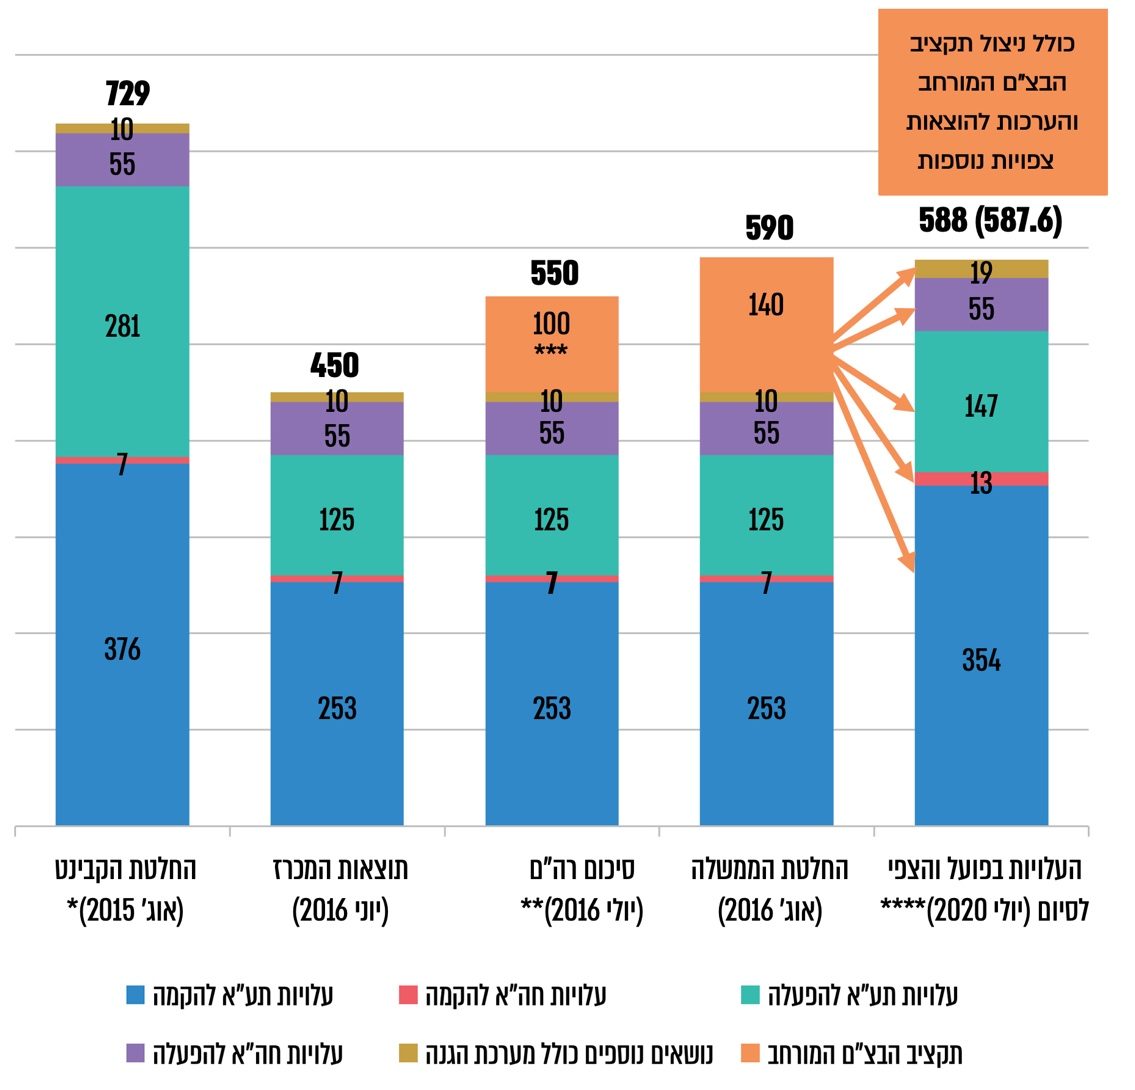 כולל ניצול תקציב
הבצ"ם המורחב
והערכות להוצאות
צפויות נוספות
729
10
55
281
7
376
450
10
55
125
7
253
550
100
***
10
55
125
7
253
590
140
10
55
125
7
253
588 (587.6)
19
55
147
13
354
החלטת הקבינט
(אוג' 2015)*
תוצאות המכרז
(יוני 2016)
סיכום רה"ם
(יולי 2016)**
החלטת הממשלה
(אוג' 2016)
העלויות בפועל והצפי
לסיום (יולי 2020)****
עלויות תע"א להקמה
עלויות חה"א להקמה
עלויות תע"א להפעלה
עלויות חה"א להפעלה
נושאים נוספים כולל מערכת הגנה
תקציב הבצ"ם המורחב